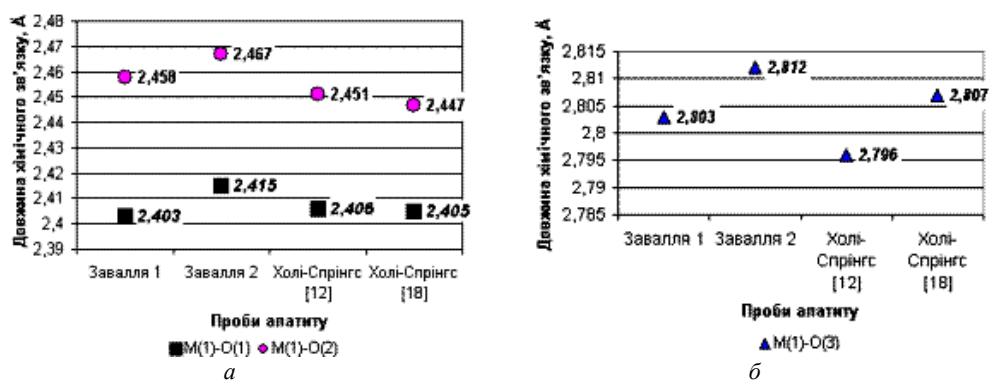 Довжина хімічного зв'язку, Å
2,48
2,47
2,46
2,45
2,44
2,43
2,42
2,41
2,4
2,39
2,458
2,467
2,451
2,447
2,403
2,415
2,406
2,405
Завалля 1
Завалля 2
Холі-Спрінгс
[12]
Холі-Спрінгс
[18]
Проби апатиту
M(1)-O(1)
M(1)-O(2)
а
Довжина хімічного зв'язку, Å
2,815
2,81
2,805
2,8
2,795
2,79
2,785
2,803
2,812
2,796
2,807
Завалля 1
Завалля 2
Холі-
Спрінгс
[12]
Холі-
Спрінгс
[18]
Проби апатиту
M(1)-O(3)
б